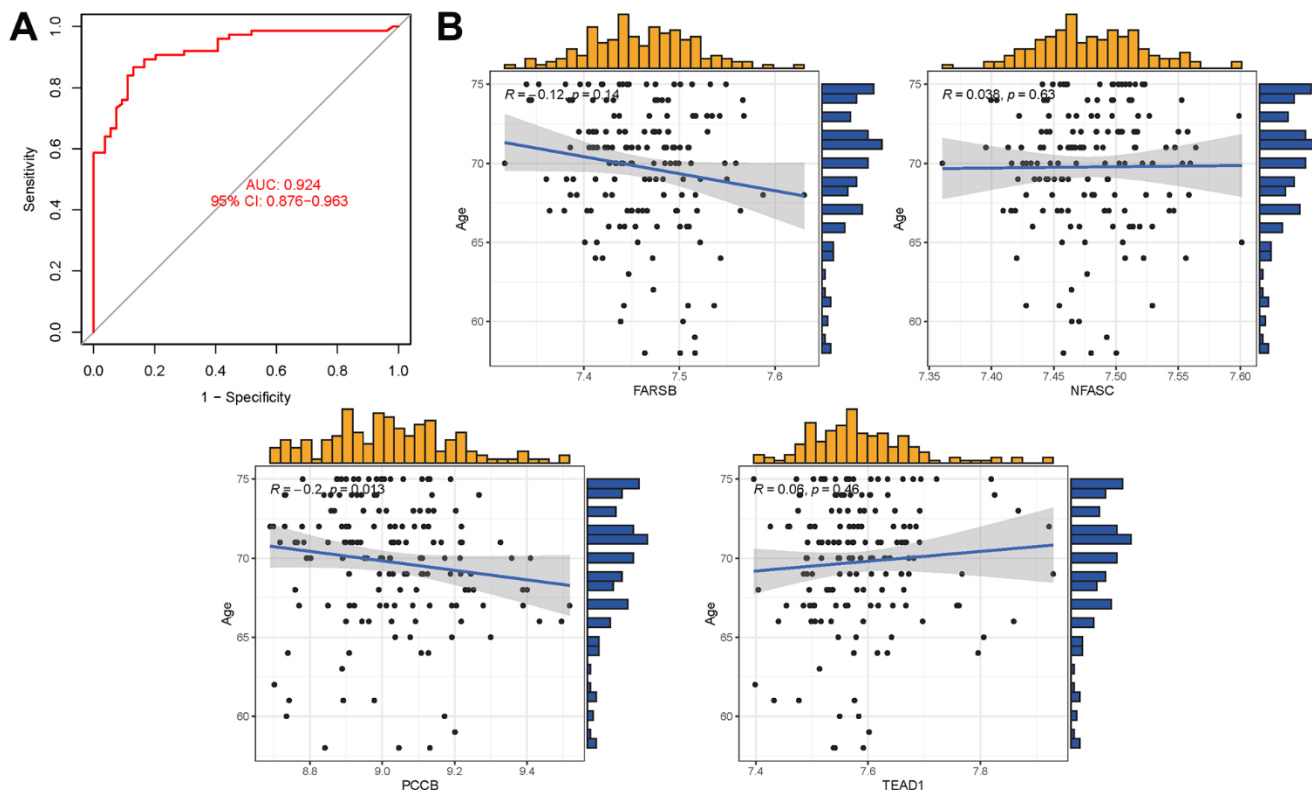 A
1.0
0.8
0.6
0.4
0.2
0.0
Sensitivity
AUC: 0.924
95% CI: 0.876−0.963
0.0 0.2 0.4 0.6 0.8 1.0
1 − Specificity
B
75
70
65
60
Age
R = −0.12, p = 0.14
7.4 7.5 7.6
FARSB
75
70
65
60
Age
R = 0.038, p = 0.63
7.35 7.40 7.45 7.50 7.55 7.60
NFASC
75
70
65
60
Age
R = −0.2, p = 0.013
8.8 9.0 9.2 9.4
PCCB
75
70
65
60
Age
R = 0.06, p = 0.46
7.4 7.6 7.8
TEAD1